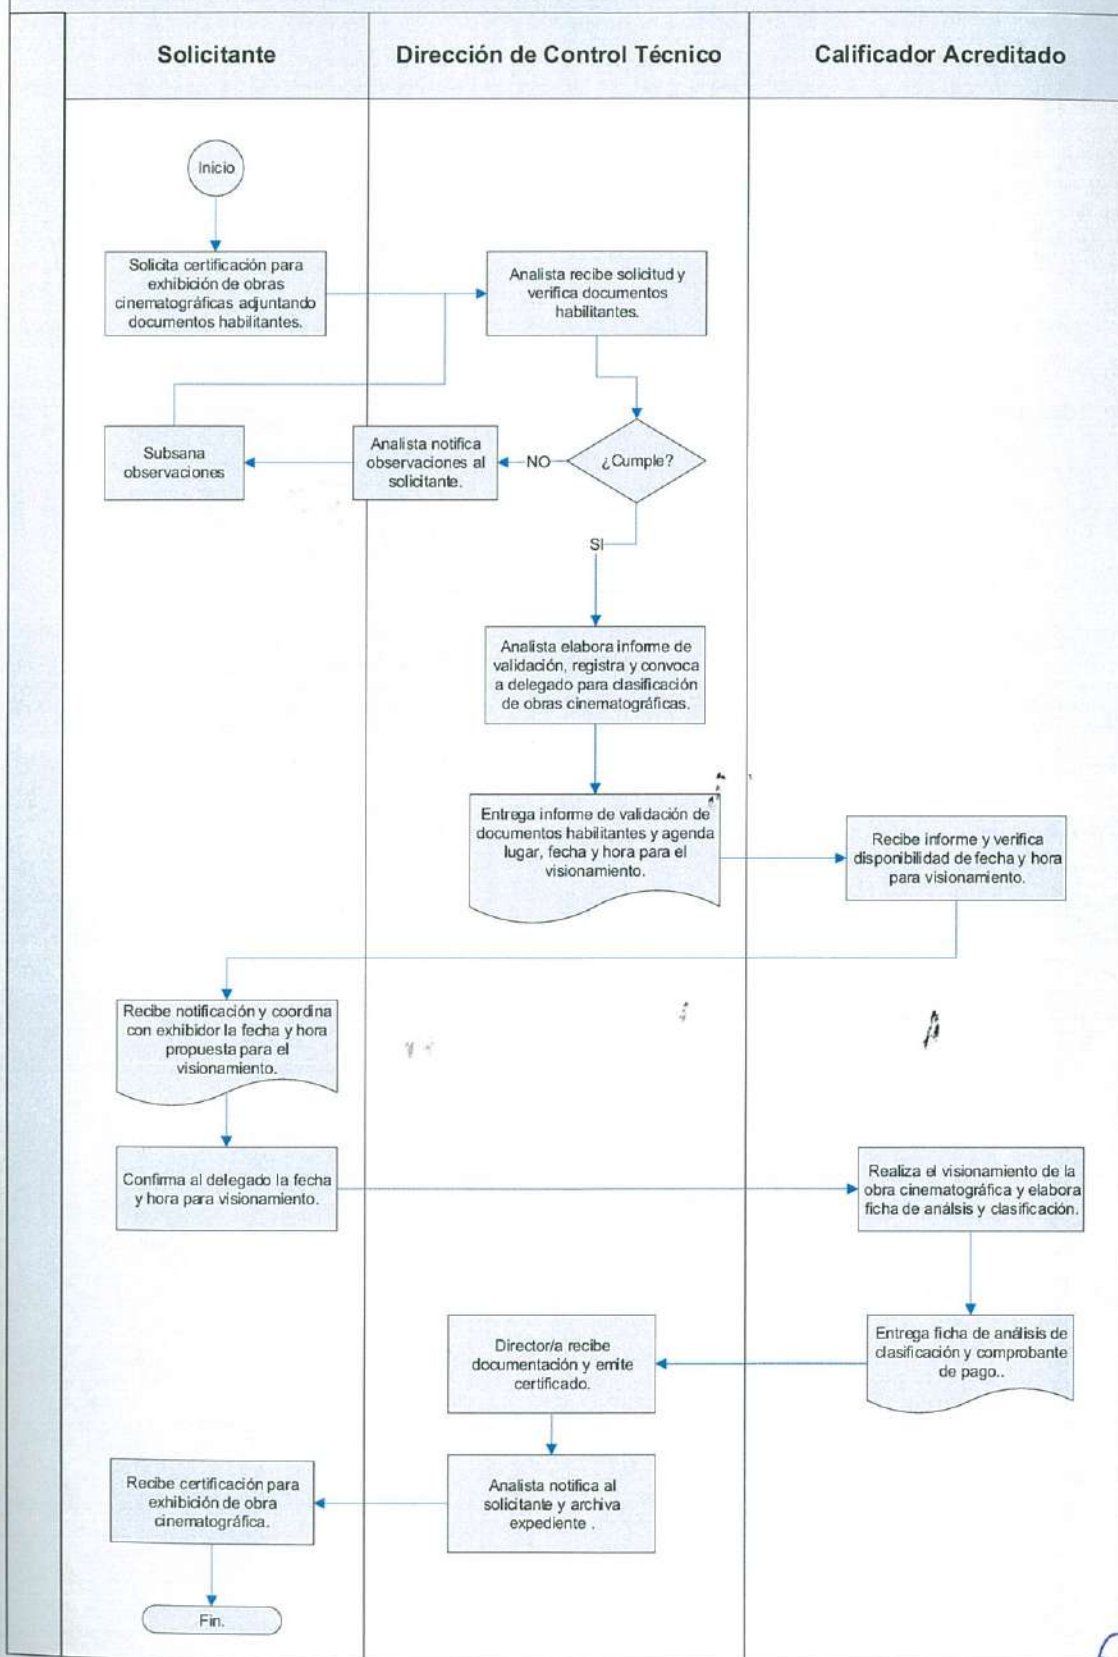 Solicitante
Dirección de Control Técnico
Calificador Acreditado
Inicio
Solicita certificación para
exhibición de obras
cinematográficas adjuntando
documentos habilitantes.
Analista recibe solicitud y
verifica documentos
habilitantes.
¿Cumple?
NO
Analista notifica
observaciones al
solicitante.
Subsana
observaciones
SI
Analista elabora informe de
validación, registra y convoca
a delegado para clasificación
de obras cinematográficas.
Entrega informe de validación de
documentos habilitantes y agenda
lugar, fecha y hora para el
visionamiento.
Recibe informe y verifica
disponibilidad de fecha y hora
para visionamiento.
Recibe notificación y coordina
con exhibidor la fecha y hora
propuesta para el
visionamiento.
Confirma al delegado la fecha
y hora para visionamiento.
Realiza el visionamiento de la
obra cinematográfica y elabora
ficha de análsis y clasificación.
Entrega ficha de análisis de
clasificación y comprobante
de pago..
Director/a recibe
documentación y emite
certificado.
Analista notifica al
solicitante y archiva
expediente .
Recibe certificación para
exhibición de obra
cinematográfica.
Fin.